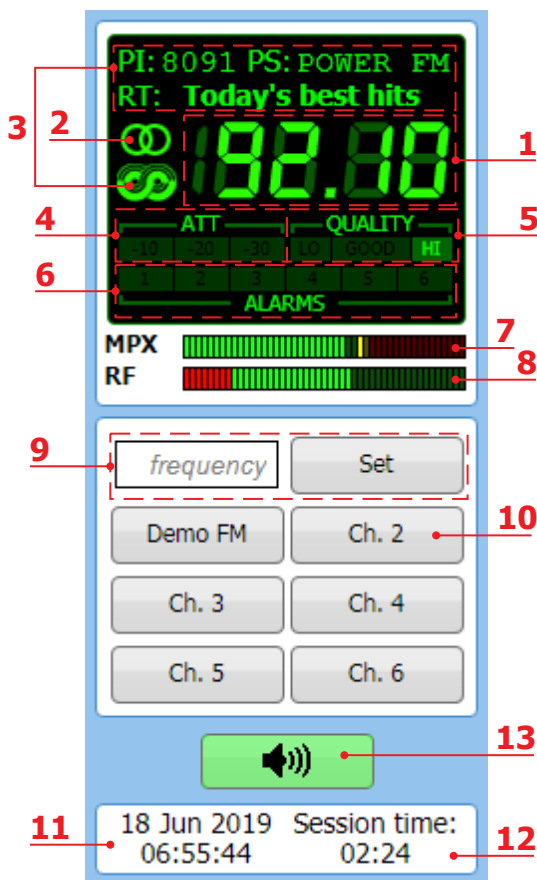 PI: 8091 PS: POWER FM
RT: Today's best hits
3 2
92.10 1
4 ATT QUALITY 5
-10 -20 -30 LO GOOD HI
6 1 2 3 4 5 6
ALARMS
MPX 7
RF 8
9 frequency Set
Demo FM Ch. 2 10
Ch. 3 Ch. 4
Ch. 5 Ch. 6
13
11 18 Jun 2019 Session time:
06:55:44 02:24 12